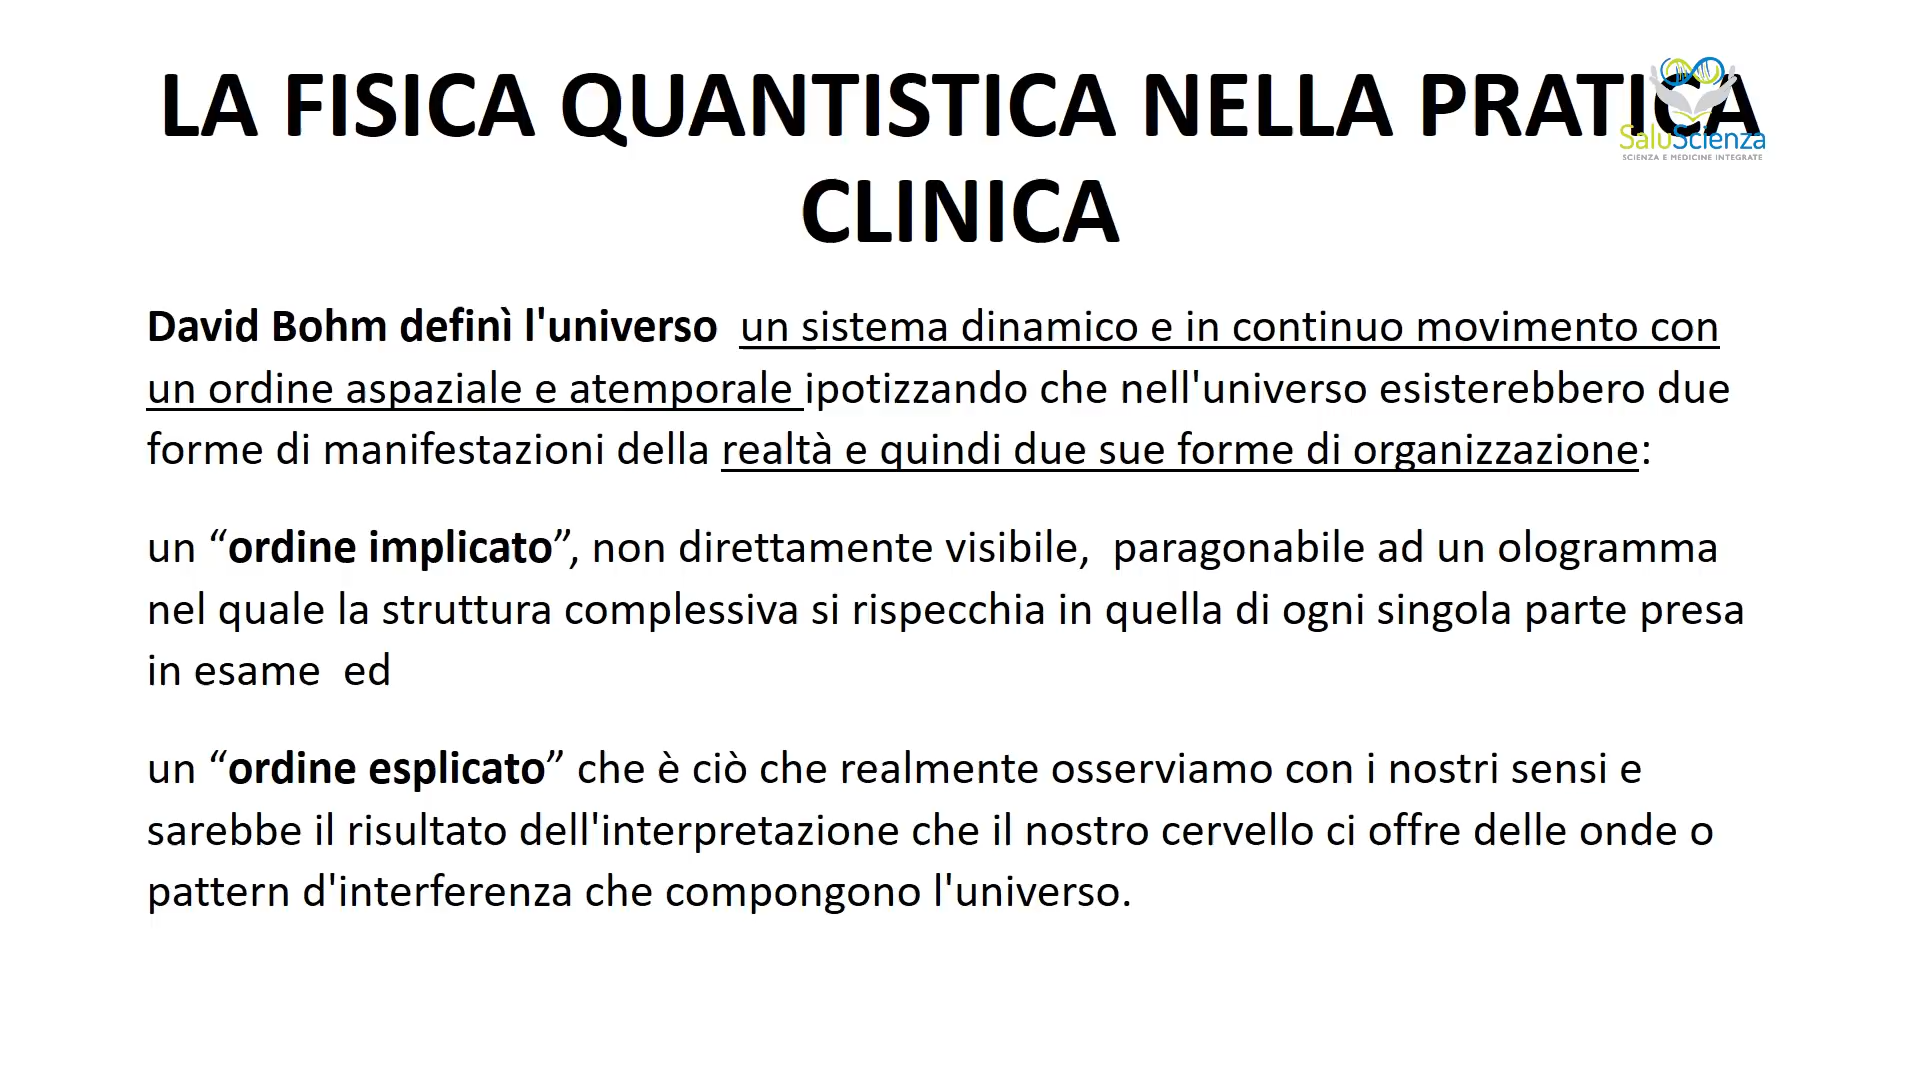 LA FISICA QUANTISTICA NELLA PRATICA
CLINICA
SaluScienza
SCIENZA E MEDICINE INTEGRATE
David Bohm definì l'universo un sistema dinamico e in continuo movimento con
un ordine aspaziale e atemporale ipotizzando che nell'universo esisterebbero due
forme di manifestazioni della realtà e quindi due sue forme di organizzazione:
un “ordine implicato”, non direttamente visibile, paragonabile ad un ologramma
nel quale la struttura complessiva si rispecchia in quella di ogni singola parte presa
in esame ed
un “ordine esplicato” che è ciò che realmente osserviamo con i nostri sensi e
sarebbe il risultato dell'interpretazione che il nostro cervello ci offre delle onde o
pattern d'interferenza che compongono l'universo.